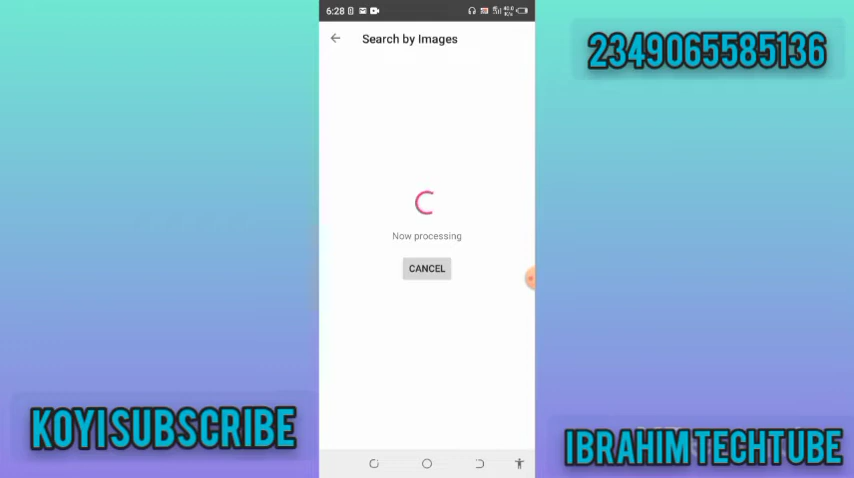 6:28
Search by Images
2349065585136
Now processing
CANCEL
KOYI SUBSCRIBE
IBRAHIM TECHTUBE